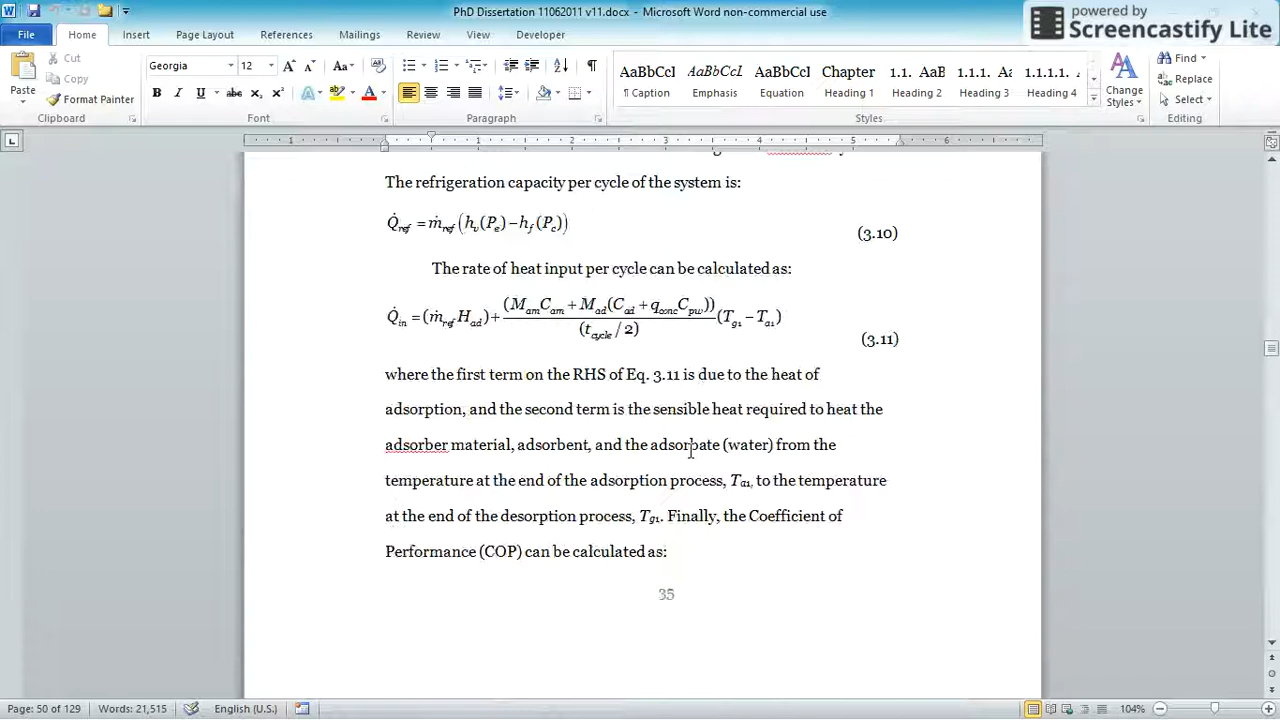 PhD Dissertation 11062011 v11.docx - Microsoft Word non-commercial use
powered by
Screencastify Lite
File Home Insert Page Layout References Mailings Review View Developer
Paste
Cut
Copy
Format Painter
Clipboard
Georgia 12
Font
Paragraph
AaBbCcI AaBbCcI AaBbCcI Chapter 1.1. AaB 1.1.1. Aa 1.1.1.1. A
¶ Caption Emphasis Equation Heading 1 Heading 2 Heading 3 Heading 4
Change
Styles
Styles
Find
Replace
Select
Editing
1 1 2 3 4 5 6
The refrigeration capacity per cycle of the system is:
Q̇ref = ṁref (hv(Pe) − hf(Pc)) (3.10)
The rate of heat input per cycle can be calculated as:
Q̇in = (ṁref Had) + (Mam Cam + Mad(Cad + qconc Cpw)) / (tcycle / 2) (Tg1 − Ta1) (3.11)
where the first term on the RHS of Eq. 3.11 is due to the heat of
adsorption, and the second term is the sensible heat required to heat the
adsorber material, adsorbent, and the adsorbate (water) from the
temperature at the end of the adsorption process, Ta1, to the temperature
at the end of the desorption process, Tg1. Finally, the Coefficient of
Performance (COP) can be calculated as:
35
Page: 50 of 129 Words: 21,515 English (U.S.) 104%